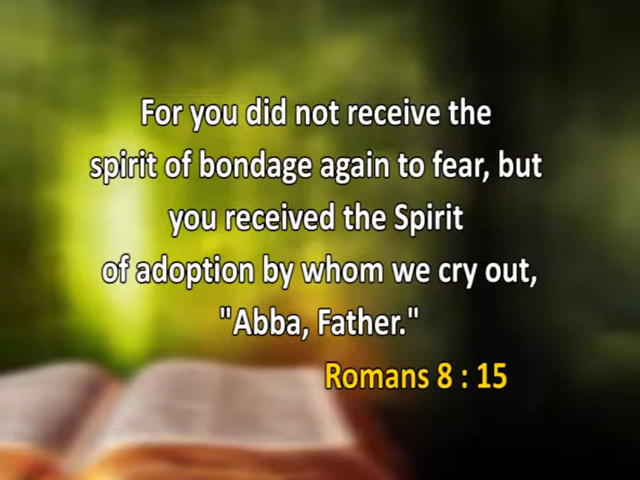 For you did not receive the
spirit of bondage again to fear, but
you received the Spirit
of adoption by whom we cry out,
"Abba, Father."
Romans 8 : 15